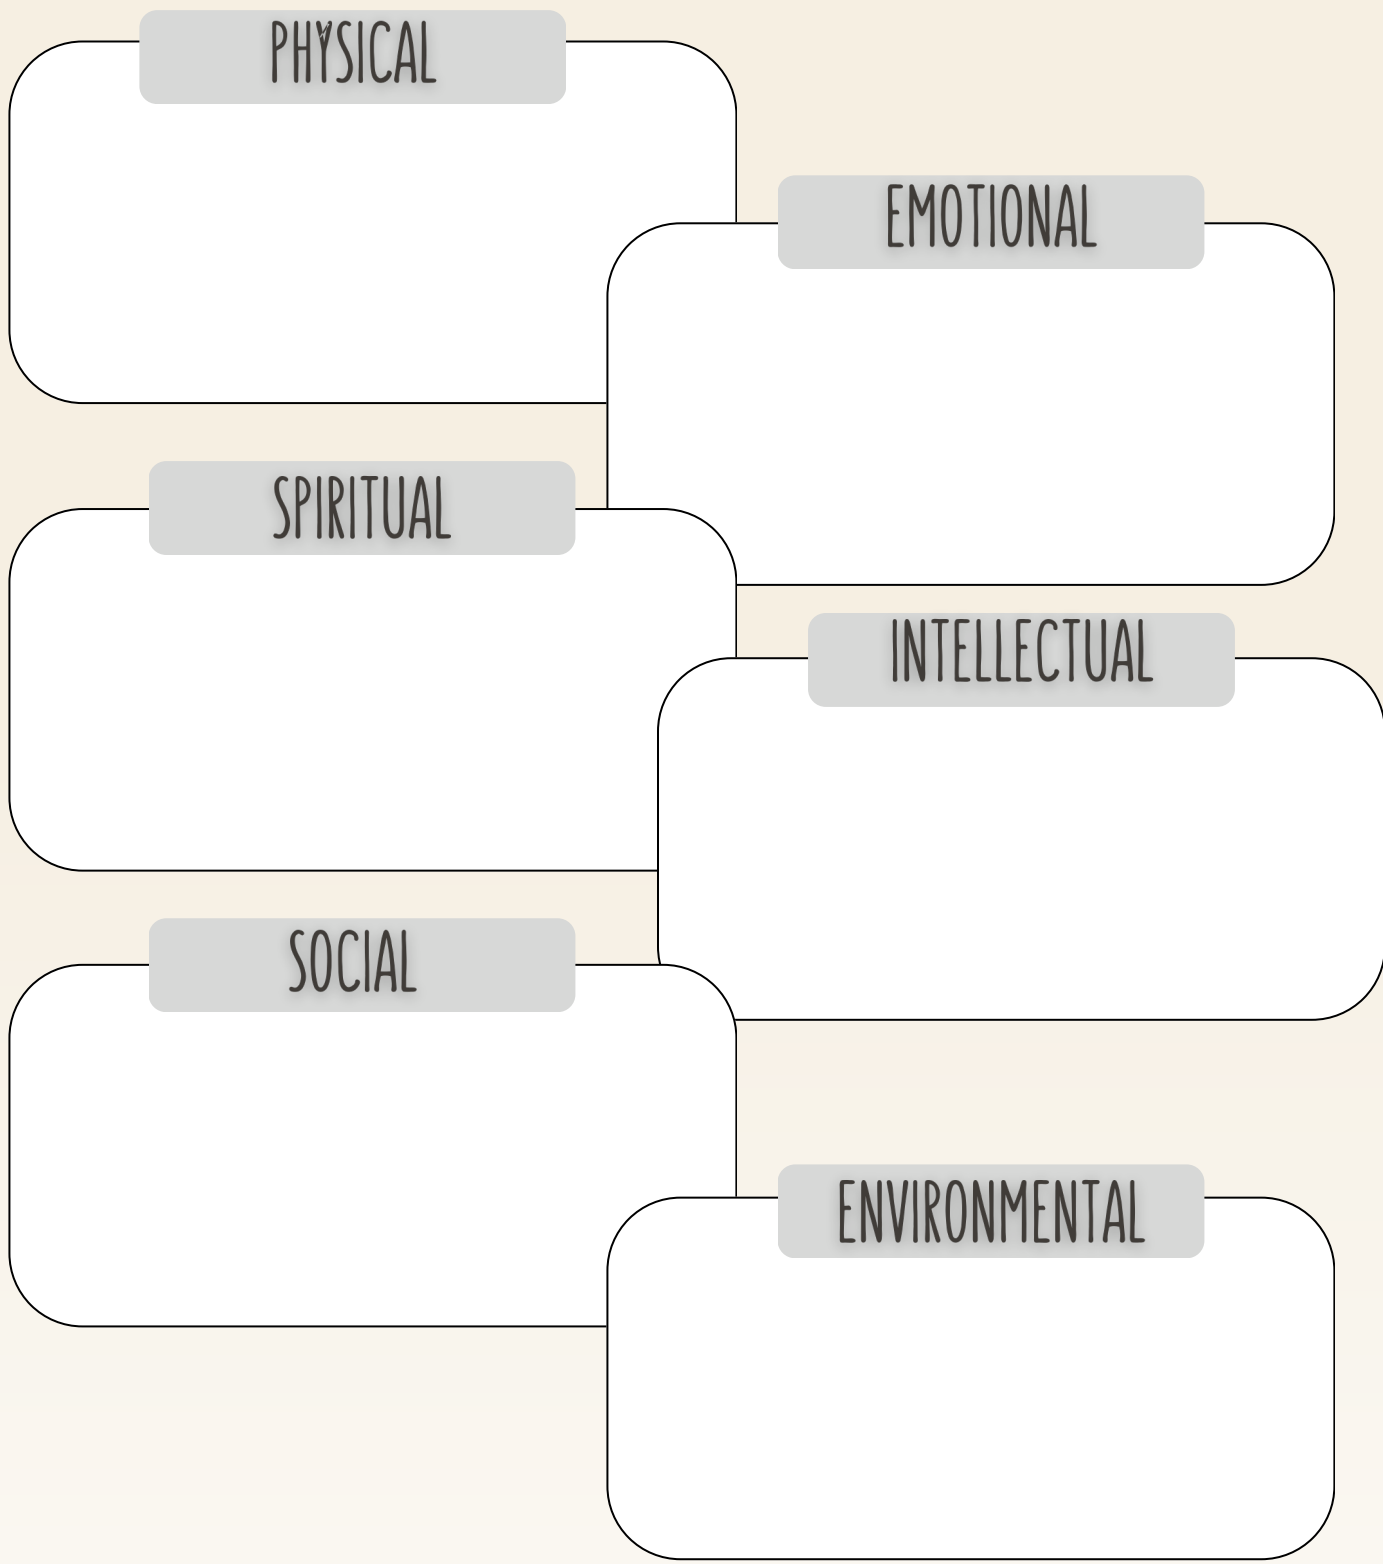 PHYSICAL
EMOTIONAL
SPIRITUAL
INTELLECTUAL
SOCIAL
ENVIRONMENTAL